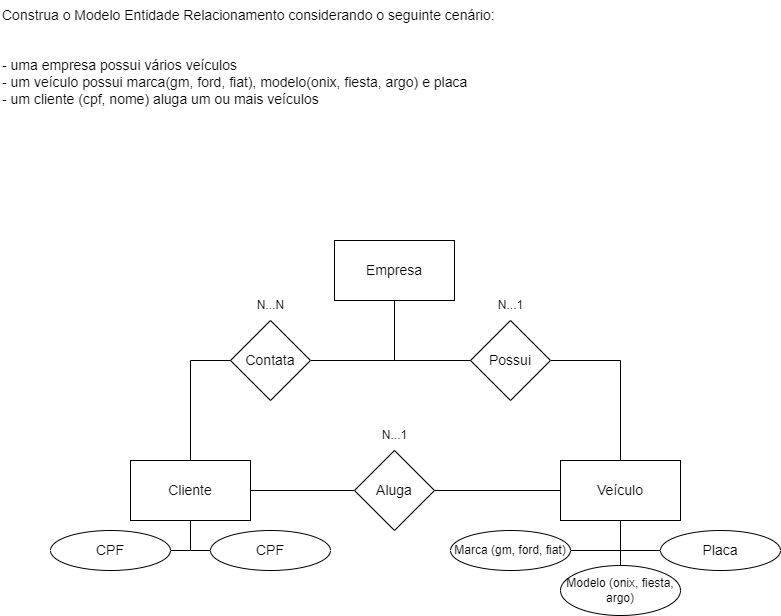 Construa o Modelo Entidade Relacionamento considerando o seguinte cenário:
- uma empresa possui vários veículos
- um veículo possui marca(gm, ford, fiat), modelo(onix, fiesta, argo) e placa
- um cliente (cpf, nome) aluga um ou mais veículos
Empresa
N...N
N...1
Contata
Possui
N...1
Cliente
Aluga
Veículo
CPF
CPF
Marca (gm, ford, fiat)
Placa
Modelo (onix, fiesta,
argo)